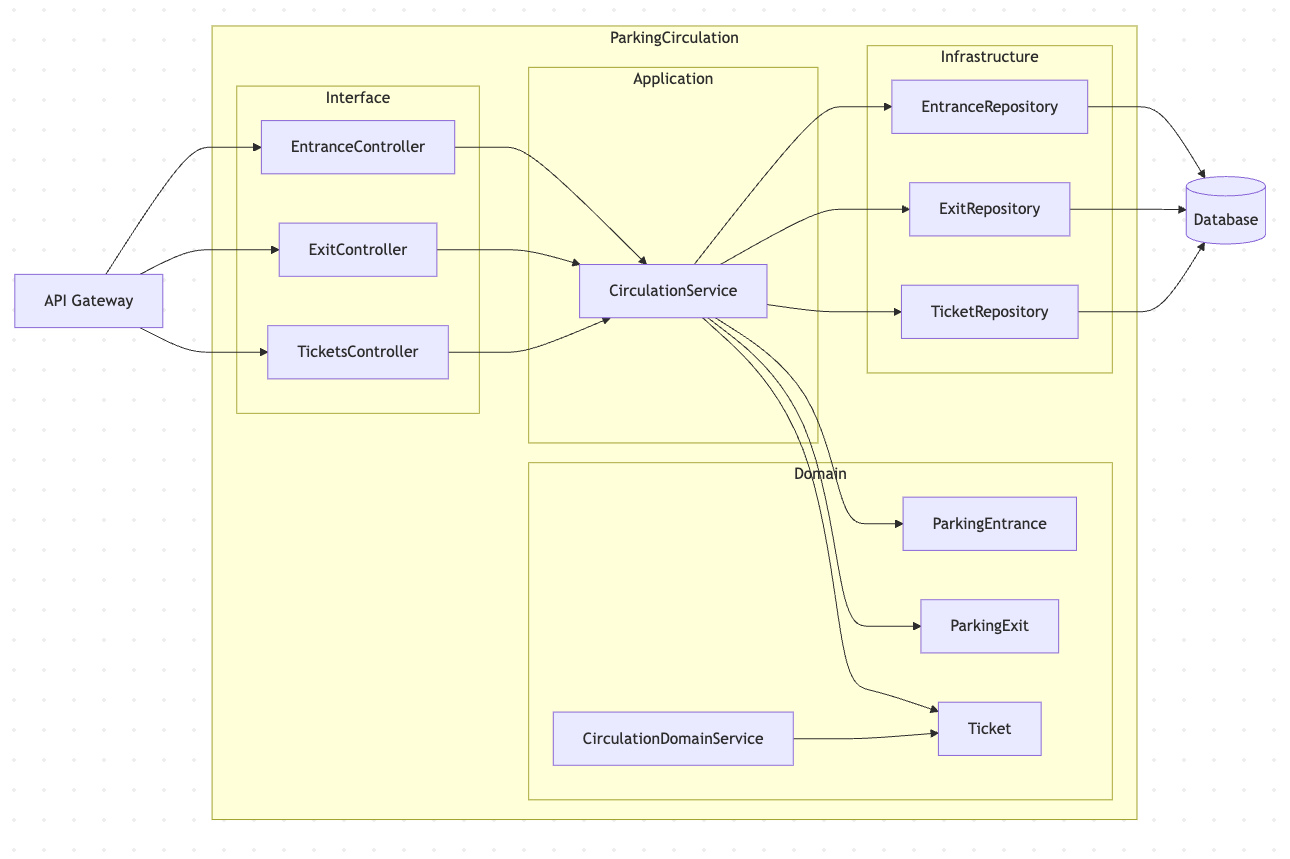 ParkingCirculation
Interface
Application
Infrastructure
EntranceController
ExitController
TicketsController
API Gateway
CirculationService
EntranceRepository
ExitRepository
TicketRepository
Database
Domain
ParkingEntrance
ParkingExit
CirculationDomainService
Ticket